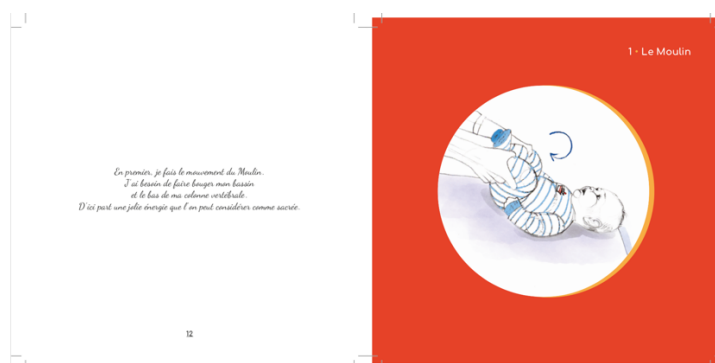 En premier, je fais le mouvement du Moulin.
J'ai besoin de faire bouger mon bassin
et le bas de ma colonne vertébrale.
D'ici part une jolie énergie que l'on peut considérer comme sacrée.
12
1 • Le Moulin